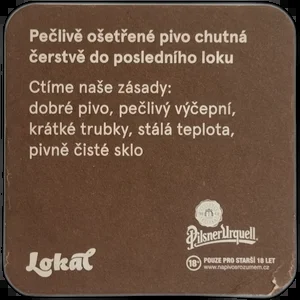 Pečlivě ošetřené pivo chutná
čerstvě do posledního loku
Ctíme naše zásady:
dobré pivo, pečlivý výčepní,
krátké trubky, stálá teplota,
pivně čisté sklo
Lokál
Pilsner Urquell
18+ POUZE PRO STARŠÍ 18 LET
www.napivosrozumem.cz